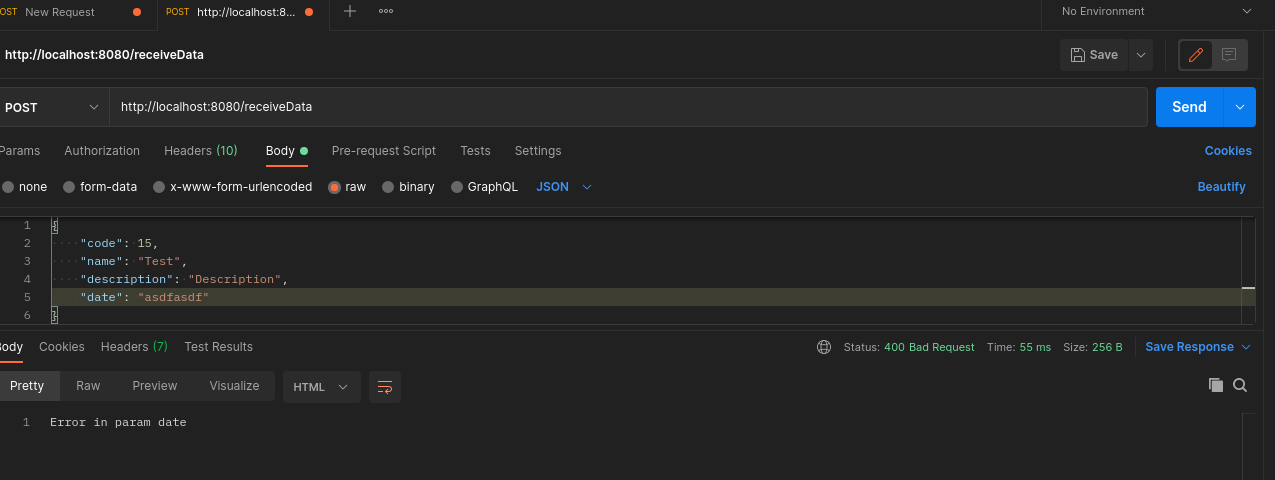 OST New Request POST http://localhost:8... No Environment
http://localhost:8080/receiveData Save
POST http://localhost:8080/receiveData Send
Params Authorization Headers (10) Body Pre-request Script Tests Settings Cookies
none form-data x-www-form-urlencoded raw binary GraphQL JSON Beautify
1 {
2 "code": 15,
3 "name": "Test",
4 "description": "Description",
5 "date": "asdfasdf"
6 }
Body Cookies Headers (7) Test Results Status: 400 Bad Request Time: 55 ms Size: 256 B Save Response
Pretty Raw Preview Visualize HTML
1 Error in param date